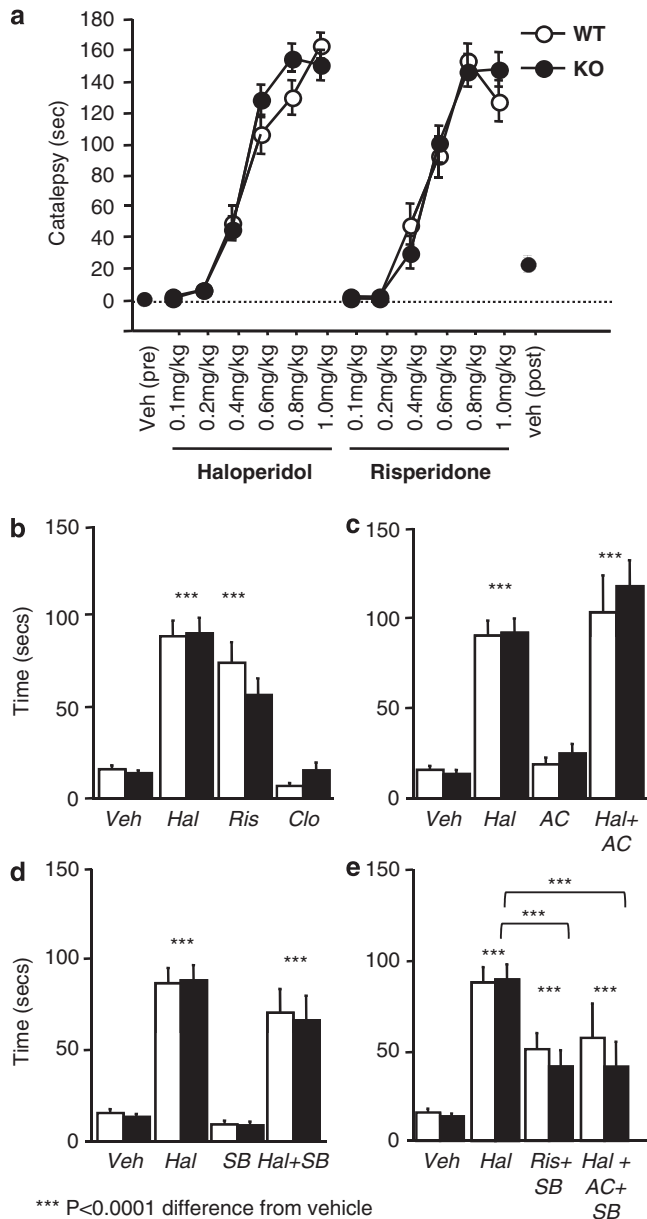 a
180
160
140
120
100
80
60
40
20
0
Catalepsy (sec)
WT
KO
Veh (pre)
0.1mg/kg
0.2mg/kg
0.4mg/kg
0.6mg/kg
0.8mg/kg
1.0mg/kg
0.1mg/kg
0.2mg/kg
0.4mg/kg
0.6mg/kg
0.8mg/kg
1.0mg/kg
veh (post)
Haloperidol
Risperidone
b
150
100
50
0
Time (secs)
***
***
Veh
Hal
Ris
Clo
c
150
100
50
0
***
***
Veh
Hal
AC
Hal+
AC
d
150
100
50
0
Time (secs)
***
***
Veh
Hal
SB
Hal+SB
e
150
100
50
0
***
***
***
***
***
Veh
Hal
Ris+
SB
Hal +
AC+
SB
*** P<0.0001 difference from vehicle